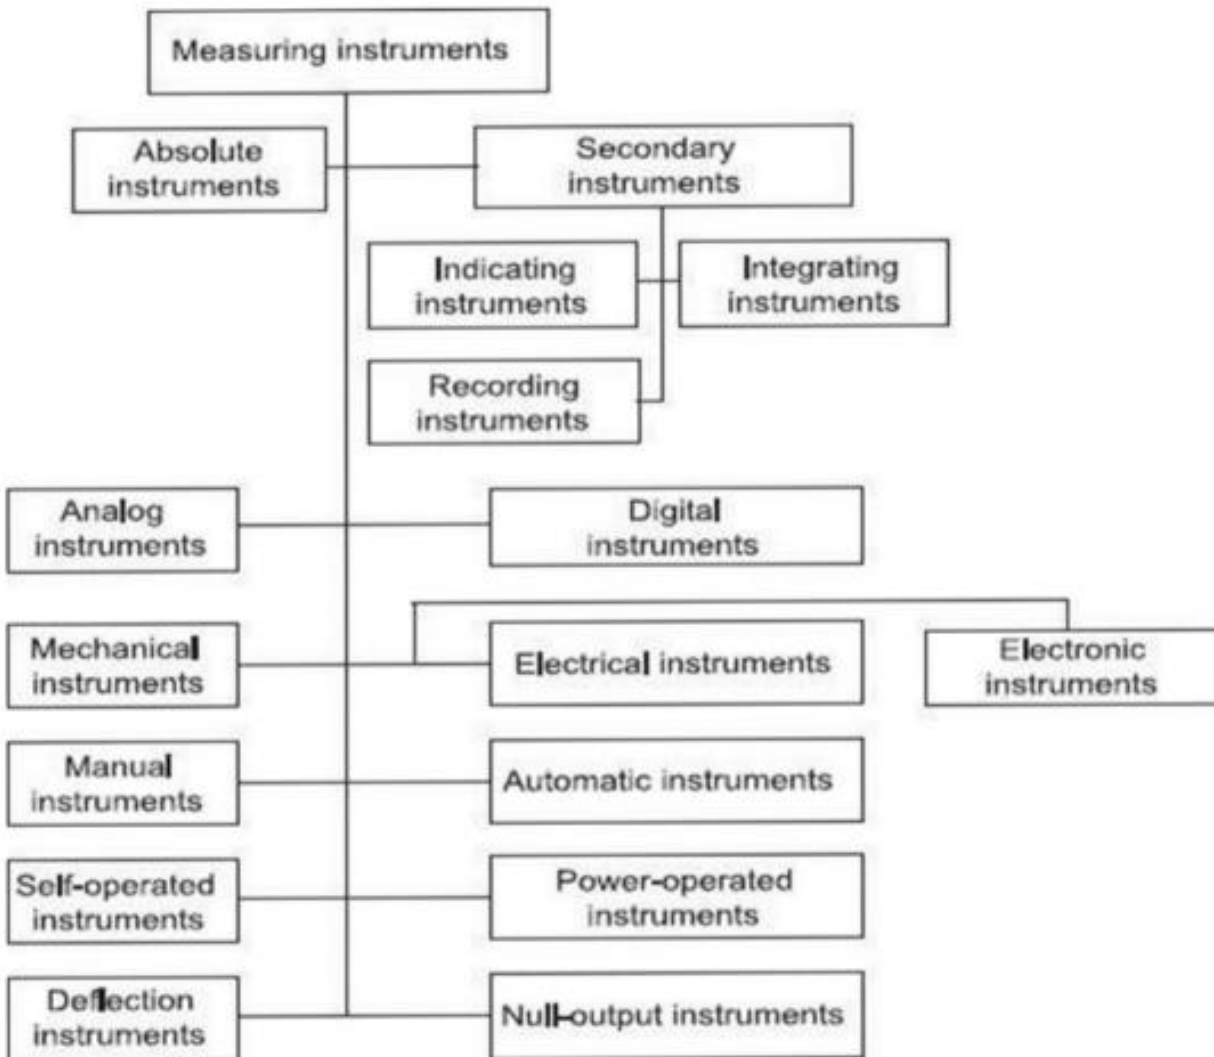 Measuring instruments
Absolute
instruments
Secondary
instruments
Indicating
instruments
Integrating
instruments
Recording
instruments
Analog
instruments
Digital
instruments
Mechanical
instruments
Electrical instruments
Electronic
instruments
Manual
instruments
Automatic instruments
Self-operated
instruments
Power-operated
instruments
Deflection
instruments
Null-output instruments